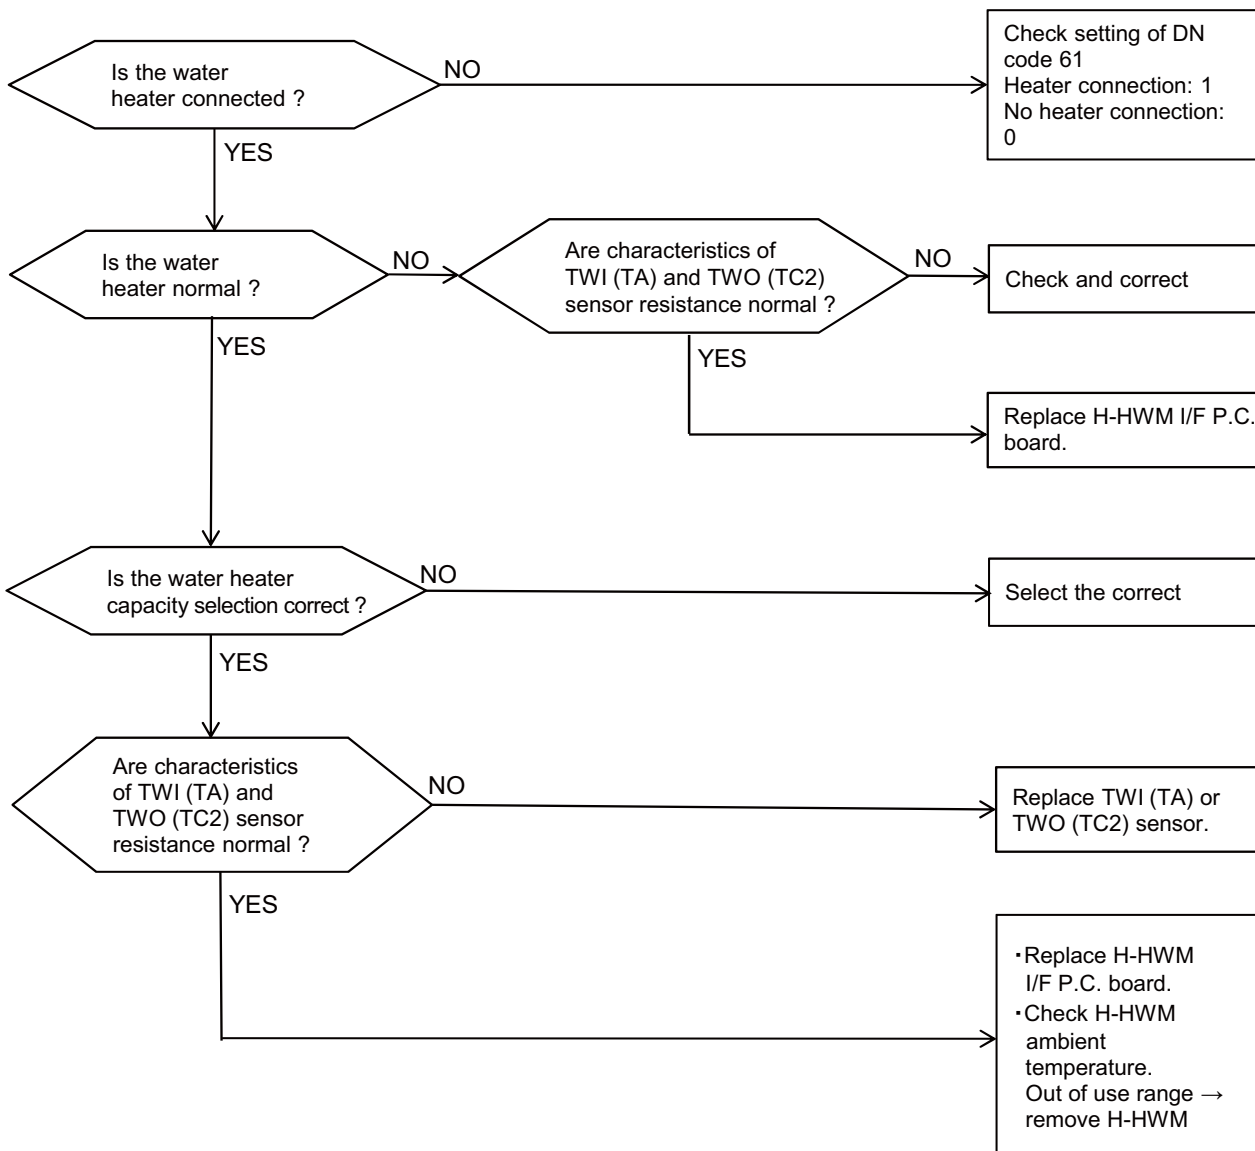 Is the water
heater connected ?
NO
Check setting of DN
code 61
Heater connection: 1
No heater connection:
0
YES
Is the water
heater normal ?
NO
Are characteristics of
TWI (TA) and TWO (TC2)
sensor resistance normal ?
NO
Check and correct
YES
YES
Replace H-HWM I/F P.C.
board.
Is the water heater
capacity selection correct ?
NO
Select the correct
YES
Are characteristics
of TWI (TA) and
TWO (TC2) sensor
resistance normal ?
NO
Replace TWI (TA) or
TWO (TC2) sensor.
YES
・Replace H-HWM
I/F P.C. board.
・Check H-HWM
ambient
temperature.
Out of use range →
remove H-HWM